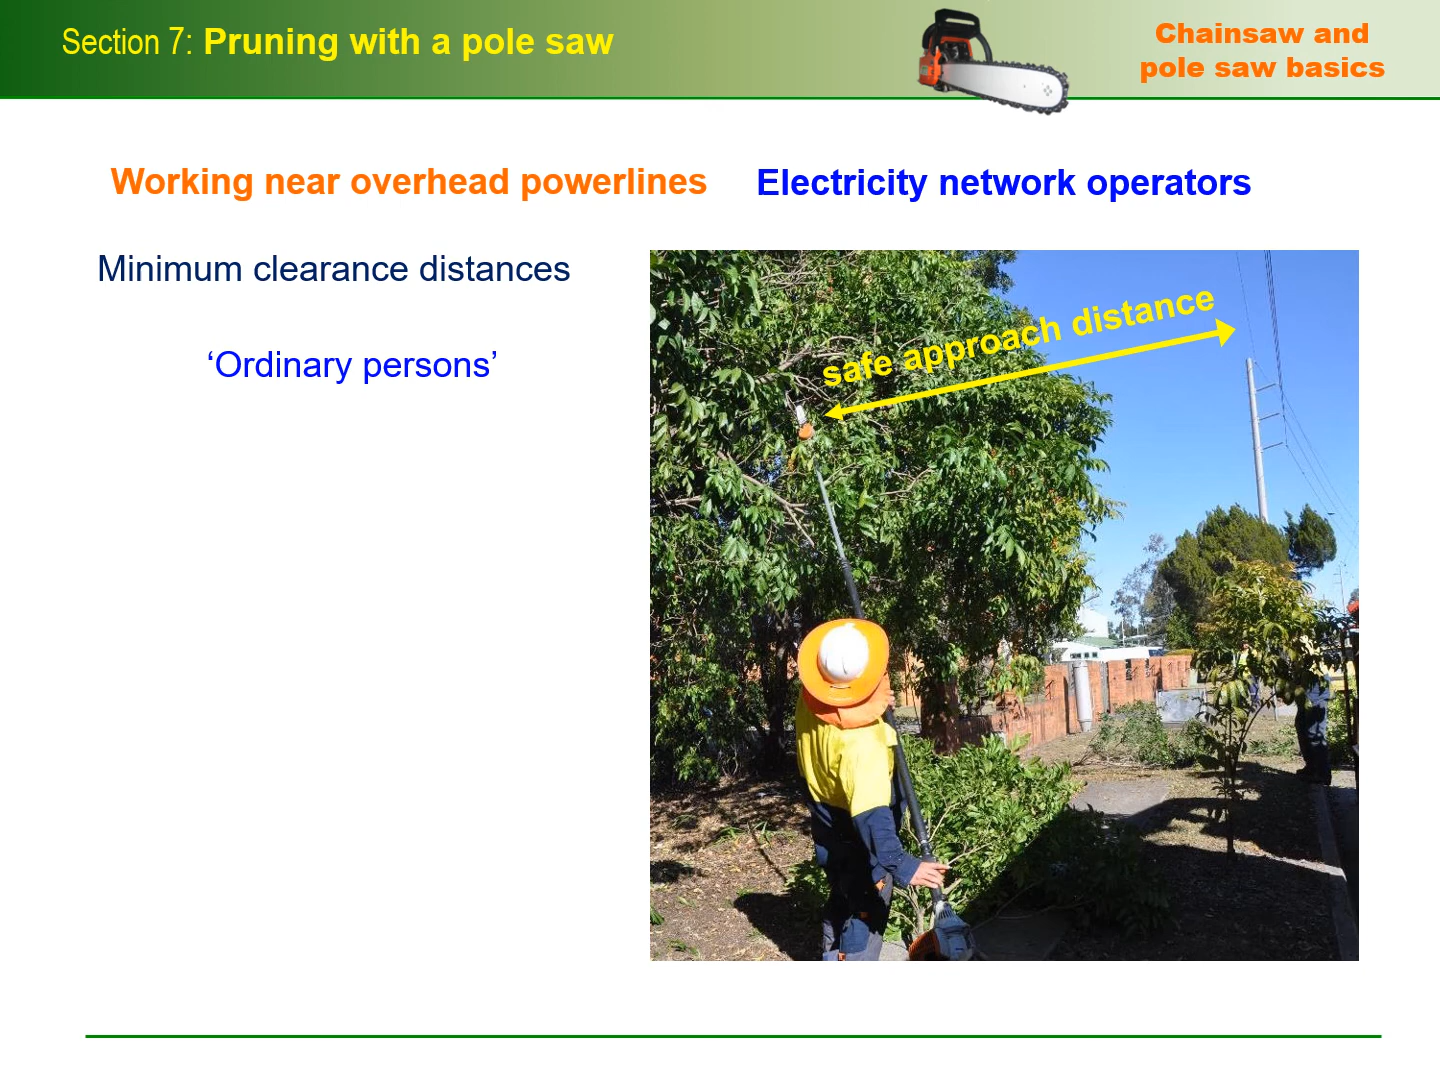 Section 7: Pruning with a pole saw
Chainsaw and
pole saw basics
Working near overhead powerlines
Electricity network operators
Minimum clearance distances
‘Ordinary persons’
safe approach distance